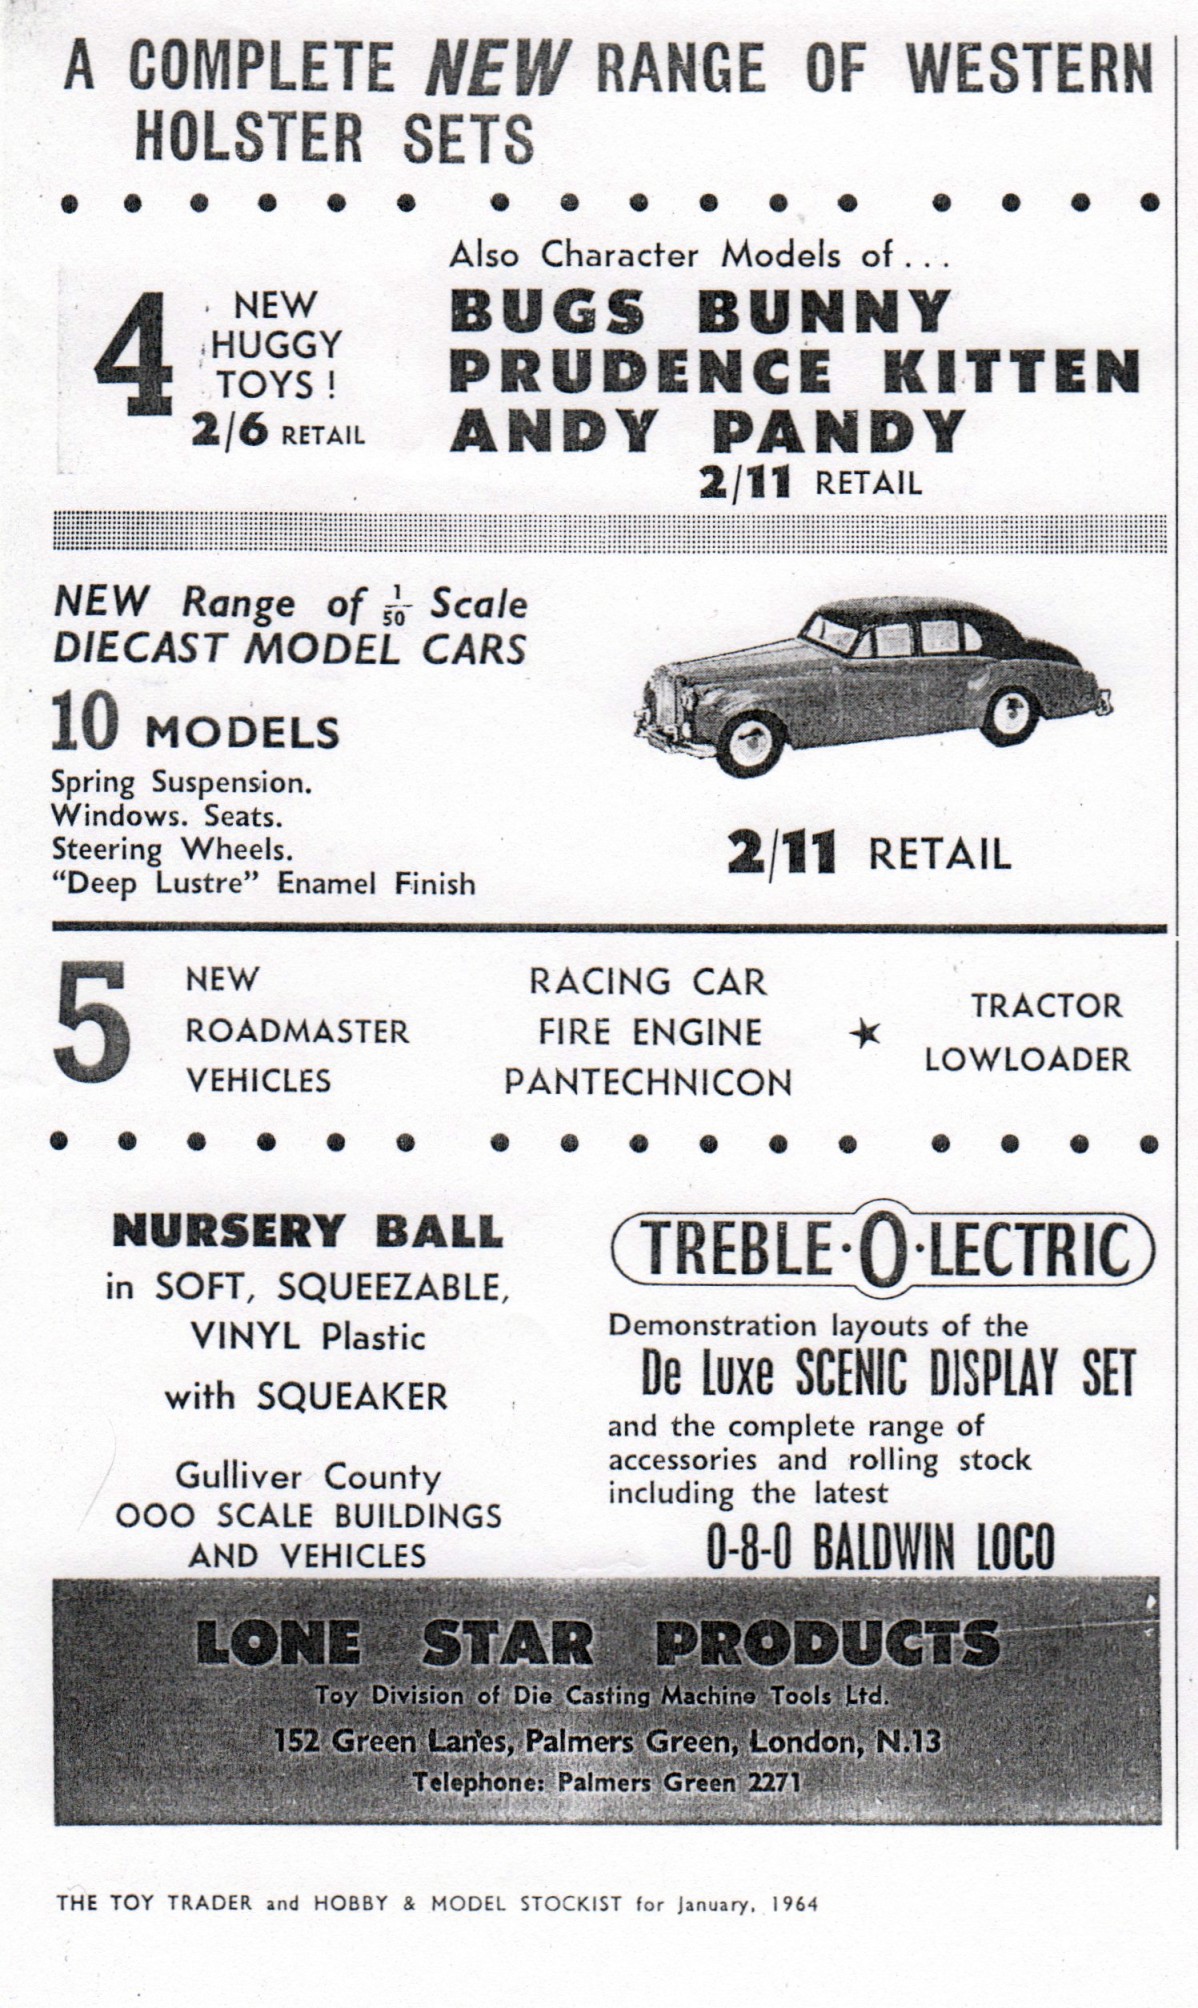 A COMPLETE NEW RANGE OF WESTERN
HOLSTER SETS
4
NEW
HUGGY
TOYS!
2/6 RETAIL
Also Character Models of...
BUGS BUNNY
PRUDENCE KITTEN
ANDY PANDY
2/11 RETAIL
NEW Range of 1/50 Scale
DIECAST MODEL CARS
10 MODELS
Spring Suspension.
Windows. Seats.
Steering Wheels.
“Deep Lustre” Enamel Finish
2/11 RETAIL
5
NEW
ROADMASTER
VEHICLES
RACING CAR
FIRE ENGINE
PANTECHNICON
TRACTOR
LOWLOADER
NURSERY BALL
in SOFT, SQUEEZABLE,
VINYL Plastic
with SQUEAKER
Gulliver County
OOO SCALE BUILDINGS
AND VEHICLES
TREBLE·O·LECTRIC
Demonstration layouts of the
De Luxe SCENIC DISPLAY SET
and the complete range of
accessories and rolling stock
including the latest
0-8-0 BALDWIN LOCO
LONE STAR PRODUCTS
Toy Division of Die Casting Machine Tools Ltd.
152 Green Lanes, Palmers Green, London, N.13
Telephone: Palmers Green 2271
THE TOY TRADER and HOBBY & MODEL STOCKIST for January, 1964